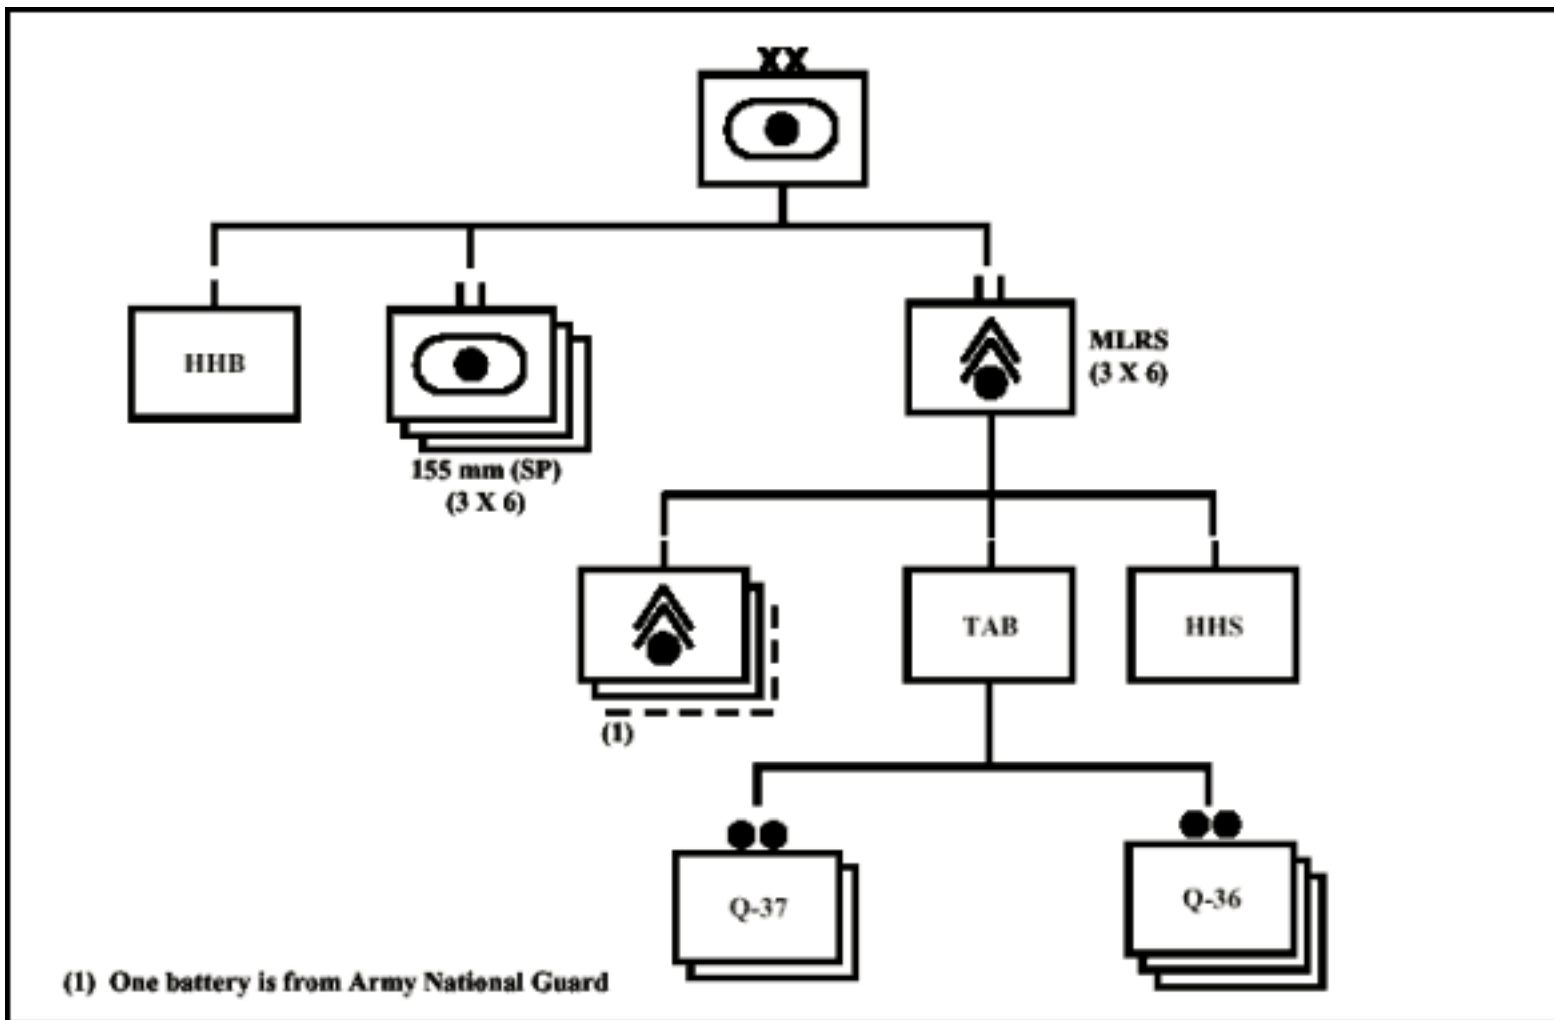 XX
HHB
155 mm (SP)
(3 X 6)
MLRS
(3 X 6)
(1)
TAB
HHS
Q-37
Q-36
(1) One battery is from Army National Guard